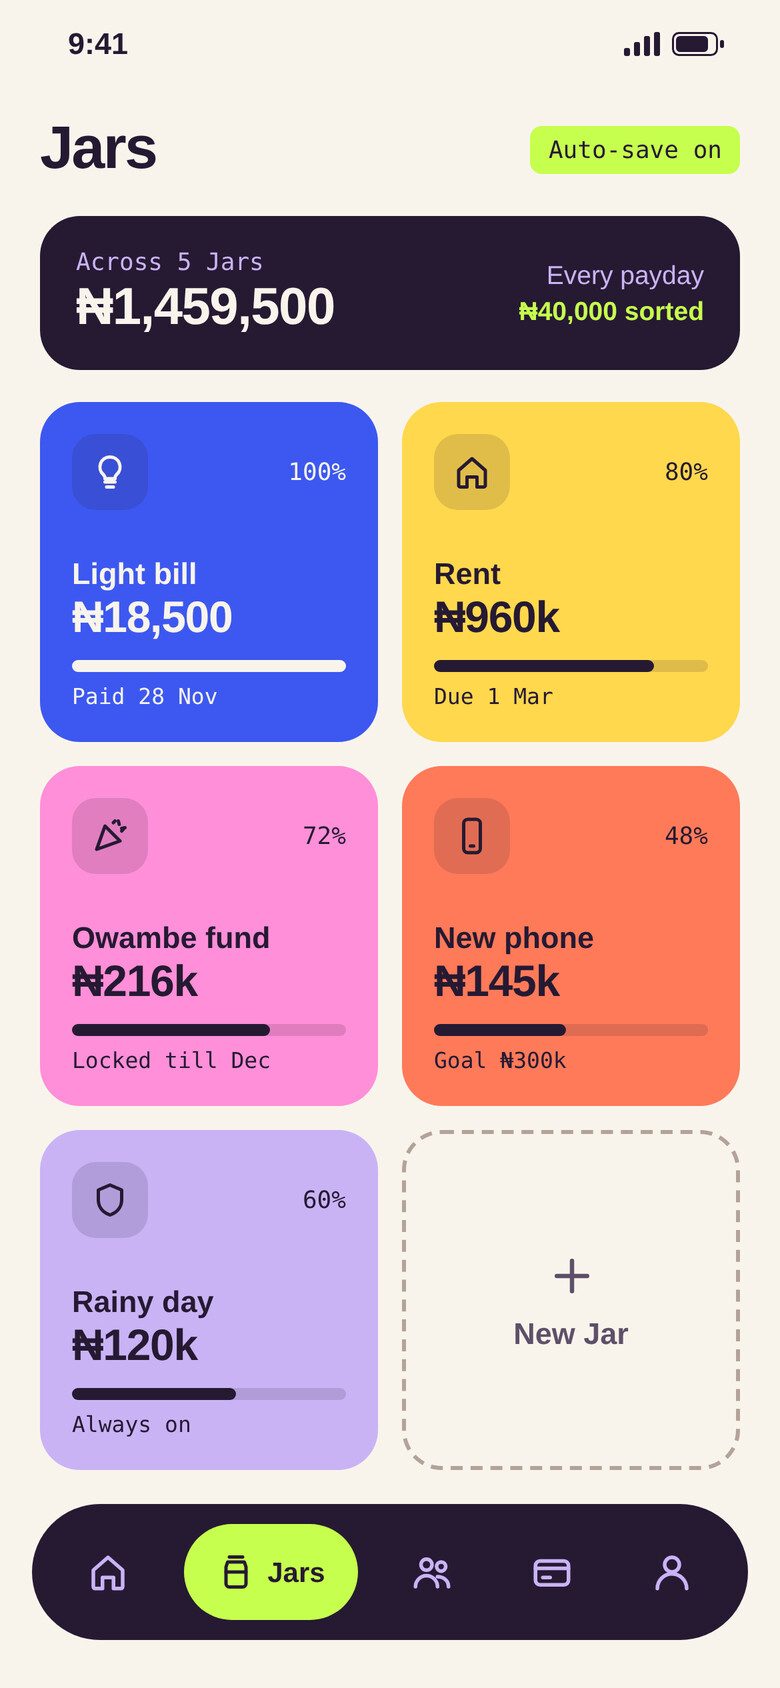 9:41
Jars
Auto-save on
Across 5 Jars
₦1,459,500
Every payday
₦40,000 sorted
100%
Light bill
₦18,500
Paid 28 Nov
80%
Rent
₦960k
Due 1 Mar
72%
Owambe fund
₦216k
Locked till Dec
48%
New phone
₦145k
Goal ₦300k
60%
Rainy day
₦120k
Always on
New Jar
Jars